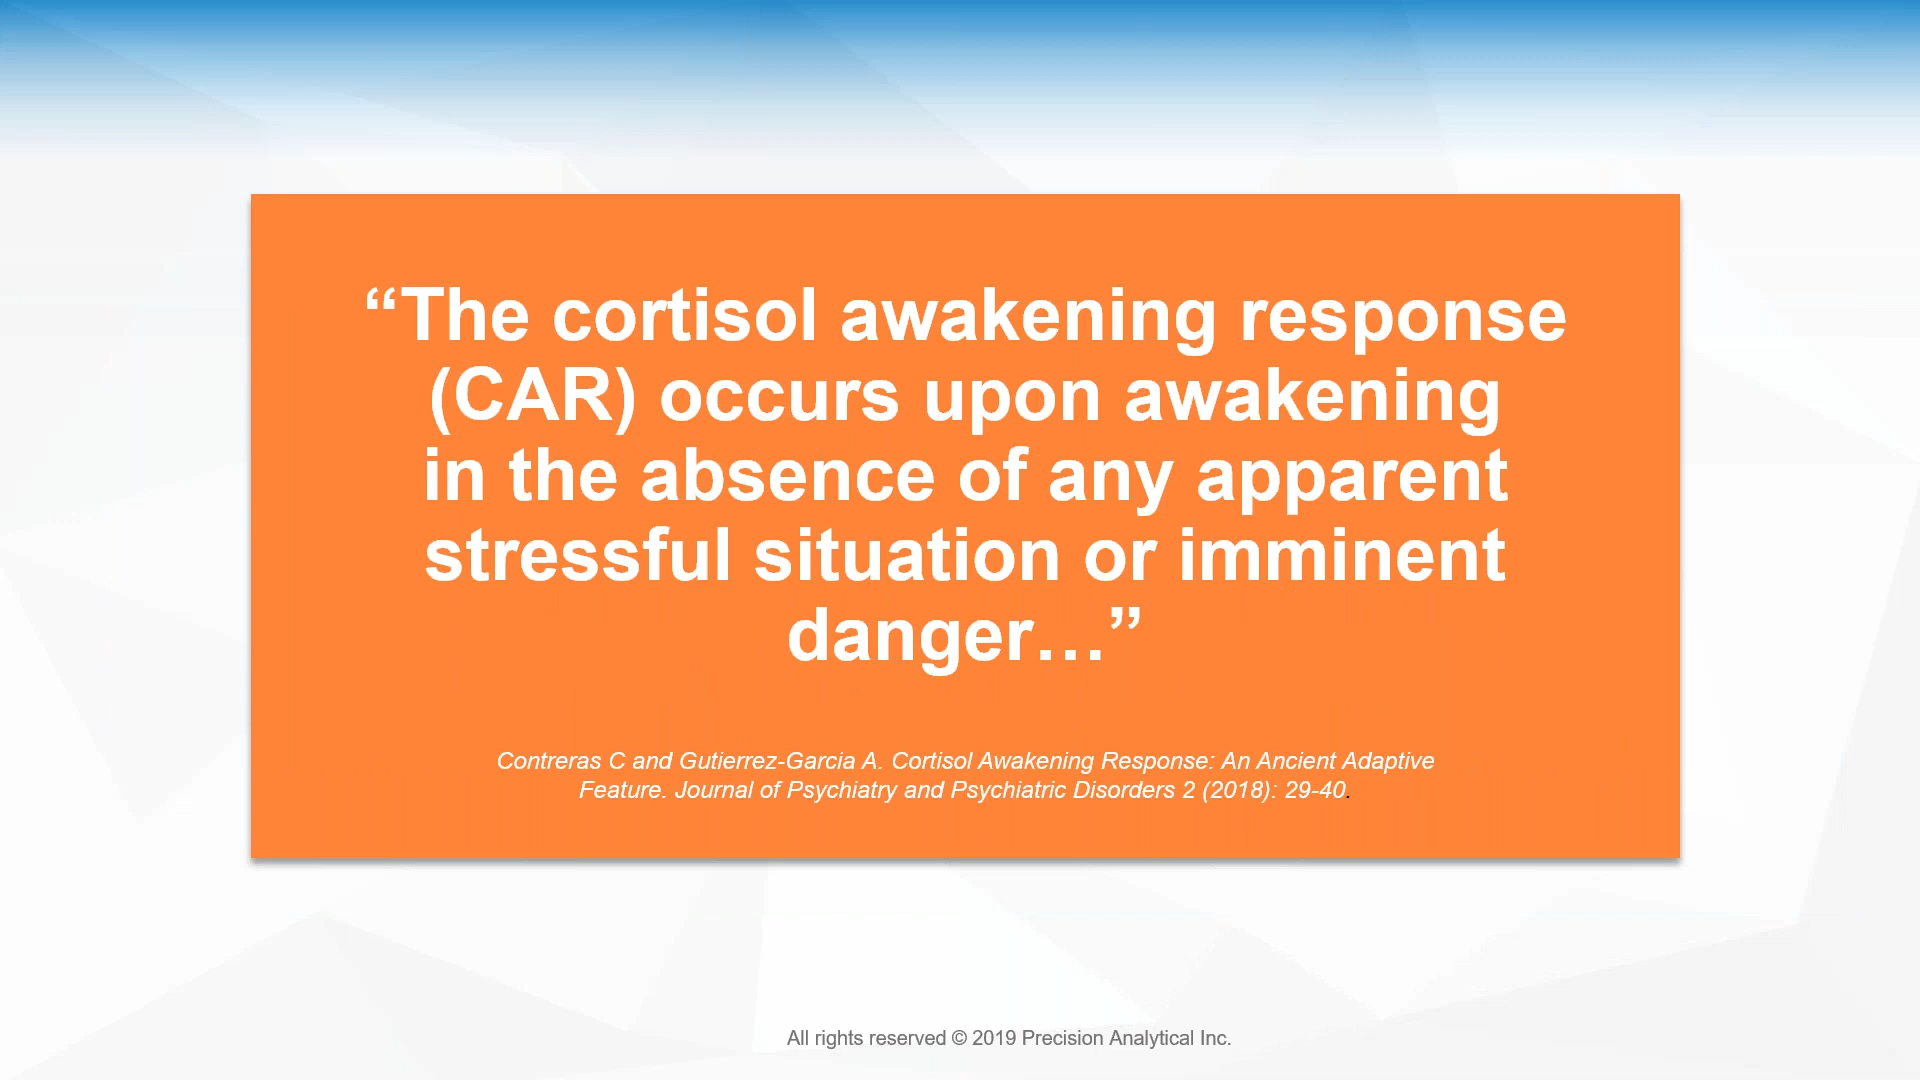 “The cortisol awakening response
(CAR) occurs upon awakening
in the absence of any apparent
stressful situation or imminent
danger…”
Contreras C and Gutierrez-Garcia A. Cortisol Awakening Response: An Ancient Adaptive
Feature. Journal of Psychiatry and Psychiatric Disorders 2 (2018): 29-40.
All rights reserved © 2019 Precision Analytical Inc.